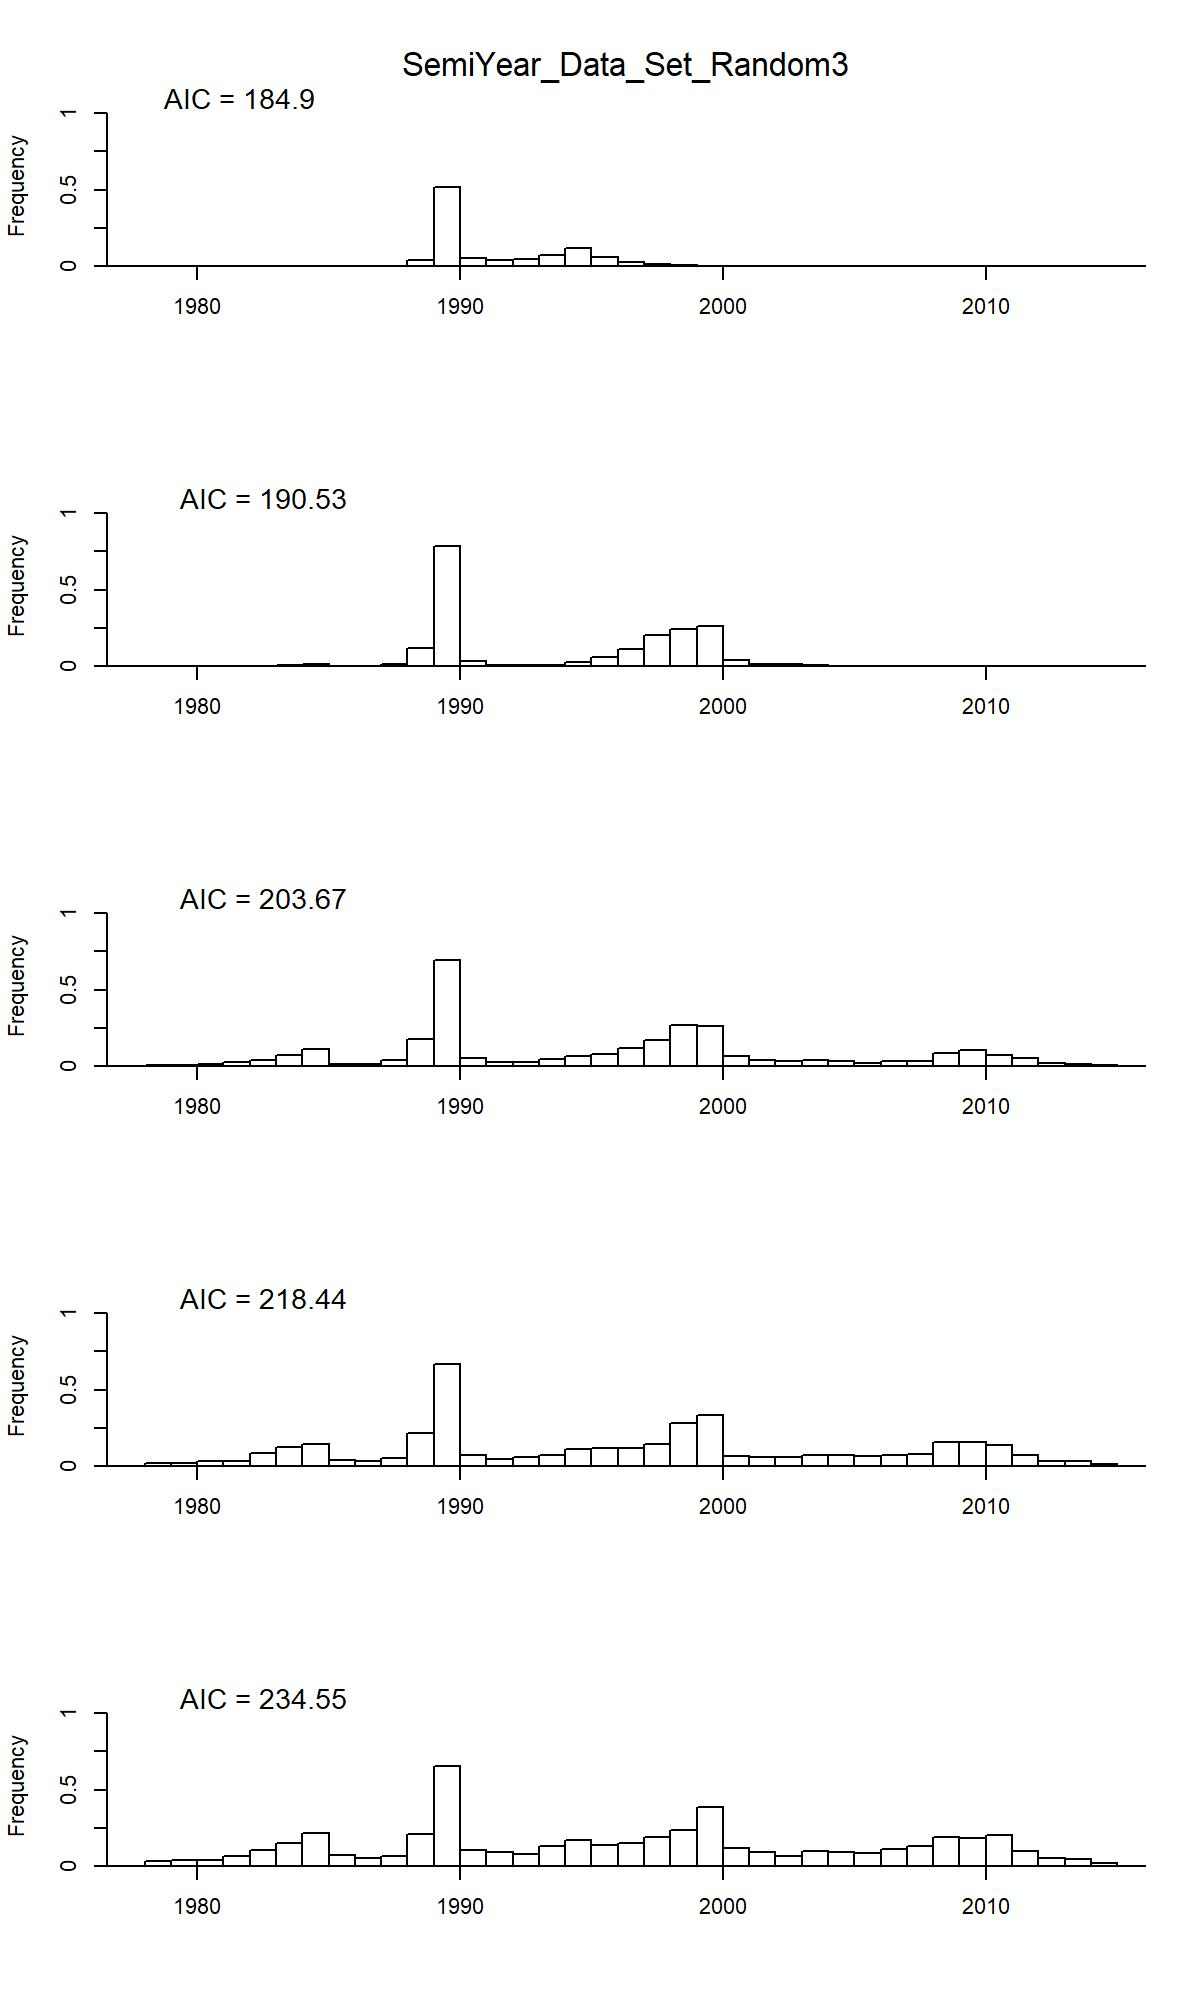 SemiYear_Data_Set_Random3
AIC = 184.9
Frequency
0 0.5 1
1980 1990 2000 2010
AIC = 190.53
Frequency
0 0.5 1
1980 1990 2000 2010
AIC = 203.67
Frequency
0 0.5 1
1980 1990 2000 2010
AIC = 218.44
Frequency
0 0.5 1
1980 1990 2000 2010
AIC = 234.55
Frequency
0 0.5 1
1980 1990 2000 2010